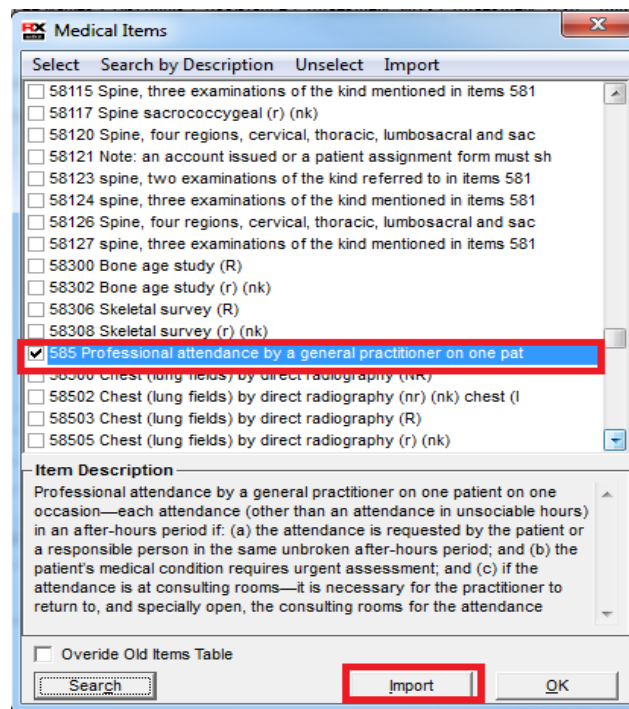 Medical Items
Select Search by Description Unselect Import
58115 Spine, three examinations of the kind mentioned in items 581
58117 Spine sacrococcygeal (r) (nk)
58120 Spine, four regions, cervical, thoracic, lumbosacral and sac
58121 Note: an account issued or a patient assignment form must sh
58123 spine, two examinations of the kind referred to in items 581
58124 spine, three examinations of the kind mentioned in items 581
58126 Spine, four regions, cervical, thoracic, lumbosacral and sac
58127 spine, three examinations of the kind mentioned in items 581
58300 Bone age study (R)
58302 Bone age study (r) (nk)
58306 Skeletal survey (R)
58308 Skeletal survey (r) (nk)
585 Professional attendance by a general practitioner on one pat
58500 Chest (lung fields) by direct radiography (NR)
58502 Chest (lung fields) by direct radiography (nr) (nk) chest (l
58503 Chest (lung fields) by direct radiography (R)
58505 Chest (lung fields) by direct radiography (r) (nk)
Item Description
Professional attendance by a general practitioner on one patient on one
occasion—each attendance (other than an attendance in unsociable hours)
in an after-hours period if: (a) the attendance is requested by the patient or
a responsible person in the same unbroken after-hours period; and (b) the
patient's medical condition requires urgent assessment; and (c) if the
attendance is at consulting rooms—it is necessary for the practitioner to
return to, and specially open, the consulting rooms for the attendance
Overide Old Items Table
Search Import OK